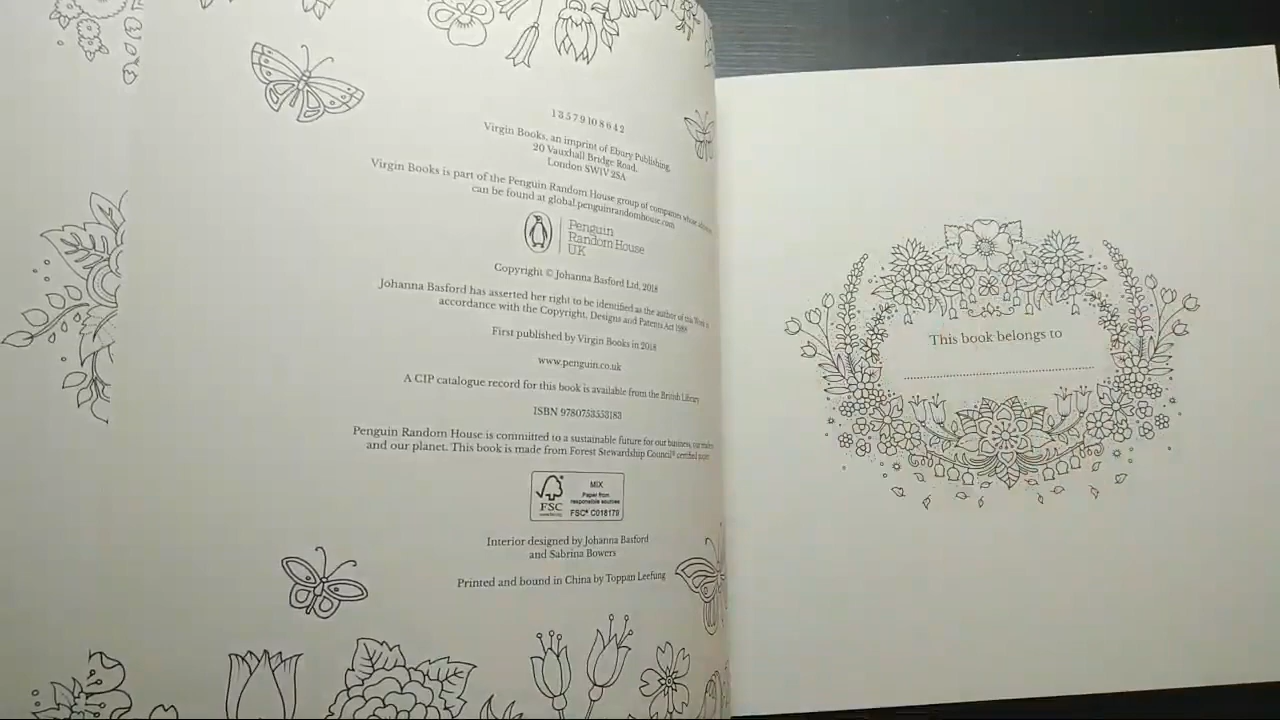 1 3 5 7 9 10 8 6 4 2
Virgin Books, an imprint of Ebury Publishing,
20 Vauxhall Bridge Road,
London SW1V 2SA
Virgin Books is part of the Penguin Random House group of companies whose
can be found at global.penguinrandomhouse.com
Penguin
Random House
UK
Copyright © Johanna Basford Ltd, 2018
Johanna Basford has asserted her right to be identified as the author of this Work in
accordance with the Copyright, Designs and Patents Act 1988
First published by Virgin Books in 2018
www.penguin.co.uk
A CIP catalogue record for this book is available from the British Library
ISBN 9780753553183
Penguin Random House is committed to a sustainable future for our business, our readers
and our planet. This book is made from Forest Stewardship Council® certified paper.
FSC
MIX
Paper from
responsible sources
FSC® C018179
Interior designed by Johanna Basford
and Sabrina Bowers
Printed and bound in China by Toppan Leefung
This book belongs to